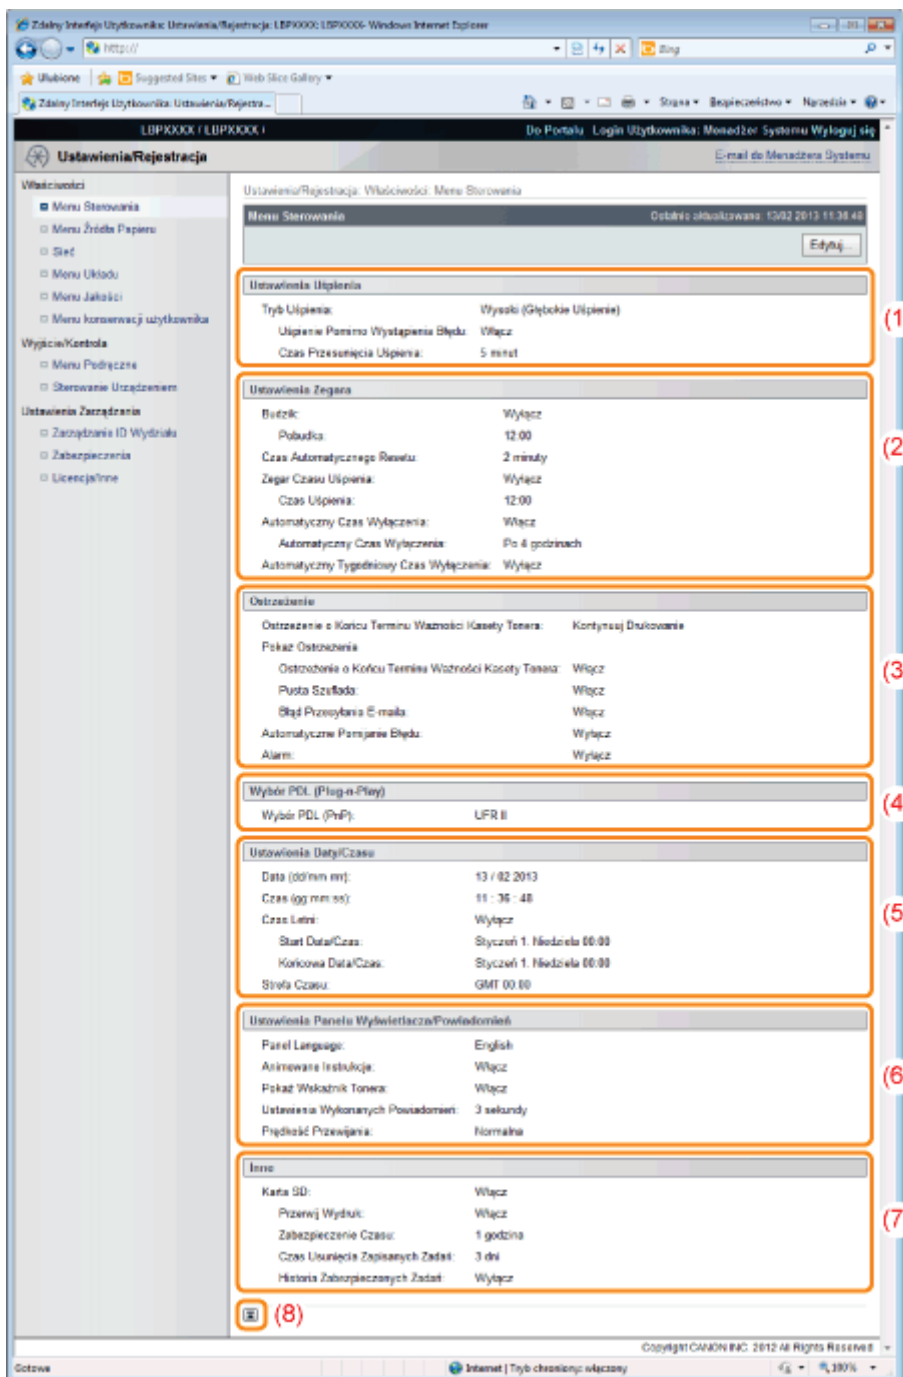 Zdalny Interfejs Użytkownika: Ustawienia/Rejestracja: LBPXXXX: LBPXXXX- Windows Internet Explorer
http://
Bing
Ulubione Suggested Sites Web Slice Gallery
Zdalny Interfejs Użytkownika: Ustawienia/Rejestra...
Strona Bezpieczeństwo Narzędzia
LBPXXXX / LBPXXXX /
Do Portalu Login Użytkownika: Menadżer Systemu Wyloguj się
Ustawienia/Rejestracja
E-mail do Menadżera Systemu
Właściwości
Menu Sterowania
Menu Źródła Papieru
Sieć
Menu Układu
Menu Jakości
Menu konserwacji użytkownika
Wyjście/Kontrola
Menu Podręczne
Sterowanie Urządzeniem
Ustawienia Zarządzania
Zarządzanie ID Wydziału
Zabezpieczenia
Licencja/Inne
Ustawienia/Rejestracja: Właściwości: Menu Sterowania
Menu Sterowania
Ostatnio aktualizowano: 13/02 2013 11:36:48
Edytuj...
Ustawienia Uśpienia
Tryb Uśpienia: Wysoki (Głębokie Uśpienie)
Uśpienie Pomimo Wystąpienia Błędu: Włącz
Czas Przesunięcia Uśpienia: 5 minut
(1
Ustawienia Zegara
Budzik: Wyłącz
Pobudka: 12:00
Czas Automatycznego Resetu: 2 minuty
Zegar Czasu Uśpienia: Wyłącz
Czas Uśpienia: 12:00
Automatyczny Czas Wyłączenia: Włącz
Automatyczny Czas Wyłączenia: Po 4 godzinach
Automatyczny Tygodniowy Czas Wyłączenia: Wyłącz
(2
Ostrzeżenie
Ostrzeżenie o Końcu Terminu Ważności Kasety Tonera: Kontynuuj Drukowanie
Pokaż Ostrzeżenia
Ostrzeżenie o Końcu Terminu Ważności Kasety Tonera: Włącz
Pusta Szuflada: Włącz
Błąd Przesyłania E-maila: Włącz
Automatyczne Pomijanie Błędu: Wyłącz
Alarm: Wyłącz
(3
Wybór PDL (Plug-n-Play)
Wybór PDL (PnP): UFR II
(4
Ustawienia Daty/Czasu
Data (dd/mm rrrr): 13 / 02 2013
Czas (gg:mm:ss): 11 : 36 : 48
Czas Letni: Wyłącz
Start Data/Czas: Styczeń 1. Niedziela 00:00
Końcowa Data/Czas: Styczeń 1. Niedziela 00:00
Strefa Czasu: GMT 00:00
(5
Ustawienia Panelu Wyświetlacza/Powiadomień
Panel Language: English
Animowane Instrukcje: Włącz
Pokaż Wskaźnik Tonera: Włącz
Ustawienia Wykonanych Powiadomień: 3 sekundy
Prędkość Przewijania: Normalna
(6
Inne
Karta SD: Włącz
Przerwij Wydruk: Włącz
Zabezpieczenie Czasu: 1 godzina
Czas Usunięcia Zapisanych Zadań: 3 dni
Historia Zabezpieczonych Zadań: Wyłącz
(7
(8)
Copyright CANON INC. 2012 All Rights Reserved
Gotowe
Internet | Tryb chroniony: włączony
100%